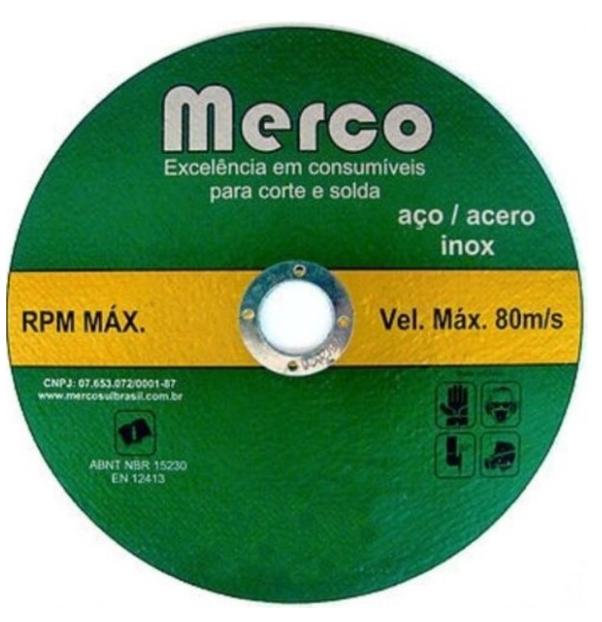 Merco
Excelência em consumíveis
para corte e solda
aço / acero
inox
RPM MÁX.
Vel. Máx. 80m/s
CNPJ: 07.653.072/0001-87
www.mercosulbrasil.com.br
ABNT NBR 15230
EN 12413